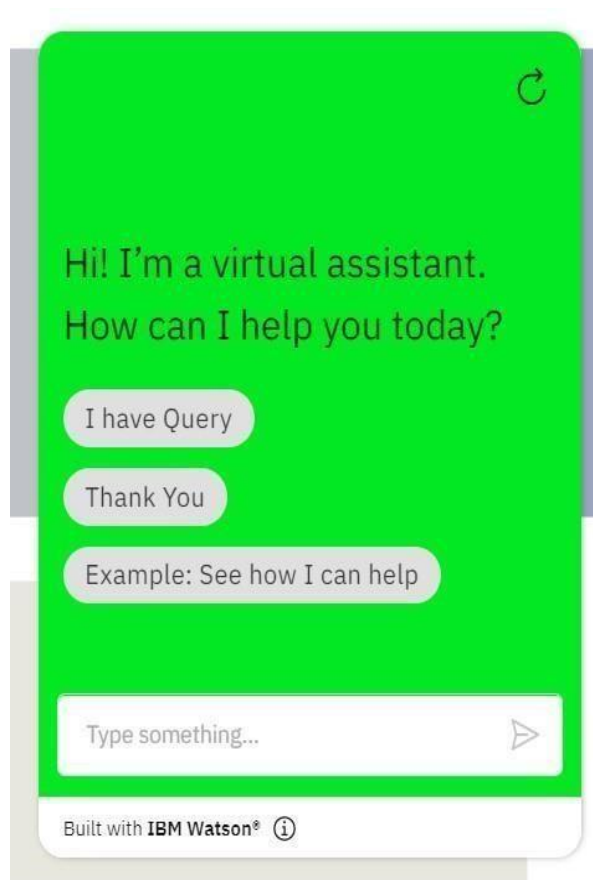 Hi! I’m a virtual assistant.
How can I help you today?
I have Query
Thank You
Example: See how I can help
Type something...
Built with IBM Watson®